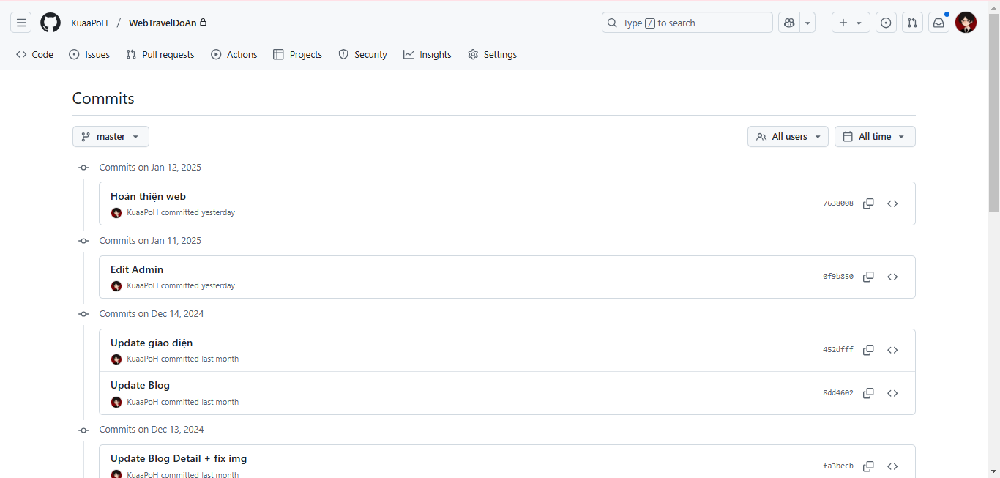 KuaaPoH / WebTravelDoAn
Type / to search
Code Issues Pull requests Actions Projects Security Insights Settings
Commits
master
All users All time
Commits on Jan 12, 2025
Hoàn thiện web
7638008
KuaaPoH committed yesterday
Commits on Jan 11, 2025
Edit Admin
0f9b850
KuaaPoH committed yesterday
Commits on Dec 14, 2024
Update giao diện
452dfff
KuaaPoH committed last month
Update Blog
8dd4602
KuaaPoH committed last month
Commits on Dec 13, 2024
Update Blog Detail + fix img
fa3becb
KuaaPoH committed last month